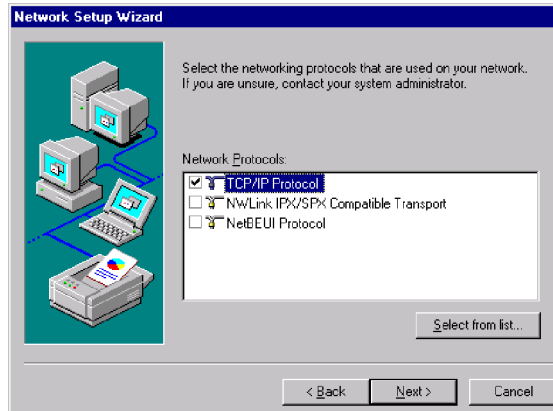 Network Setup Wizard
Select the networking protocols that are used on your network.
If you are unsure, contact your system administrator.
Network Protocols:
TCP/IP Protocol
NWLink IPX/SPX Compatible Transport
NetBEUI Protocol
Select from list...
< Back
Next >
Cancel